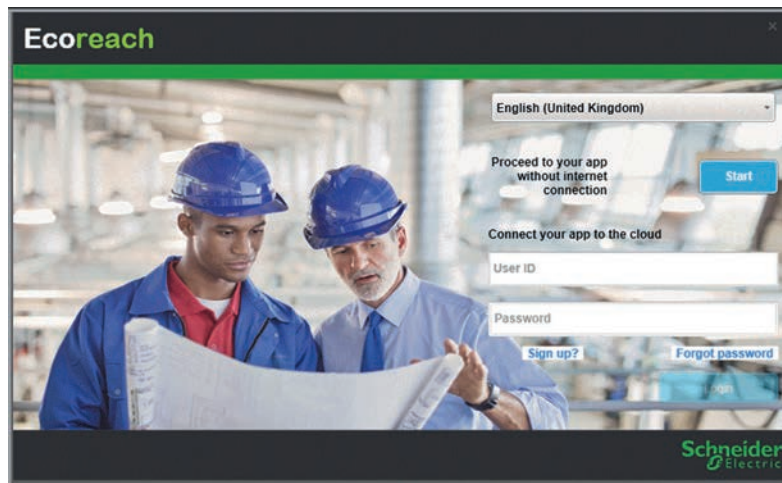 Ecoreach
English (United Kingdom)
Proceed to your app
without internet
connection
Start
Connect your app to the cloud
User ID
Password
Sign up?
Forgot password
Login
Schneider
Electric